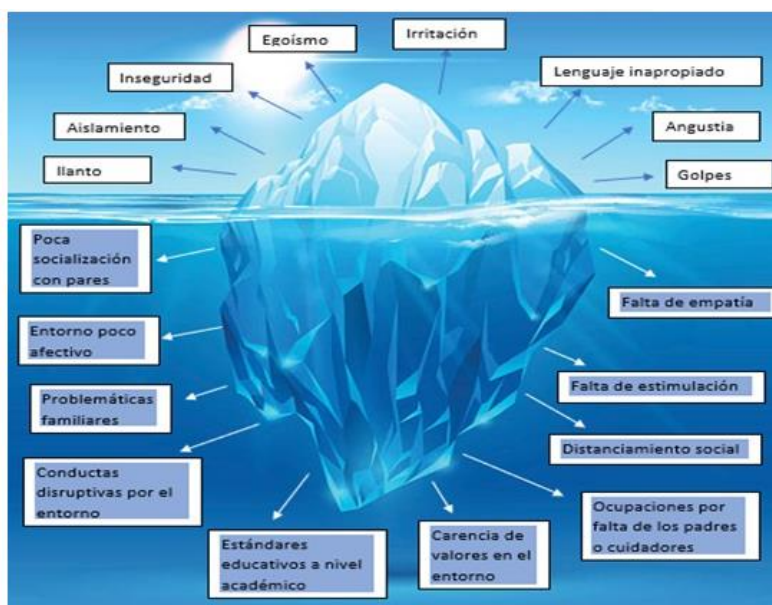 Egoísmo
Irritación
Inseguridad
Lenguaje inapropiado
Aislamiento
Angustia
llanto
Golpes
Poca
socialización
con pares
Falta de empatía
Entorno poco
afectivo
Falta de estimulación
Problemáticas
familiares
Distanciamiento social
Conductas
disruptivas por el
entorno
Ocupaciones por
falta de los padres
o cuidadores
Estándares
educativos a nivel
académico
Carencia de
valores en el
entorno